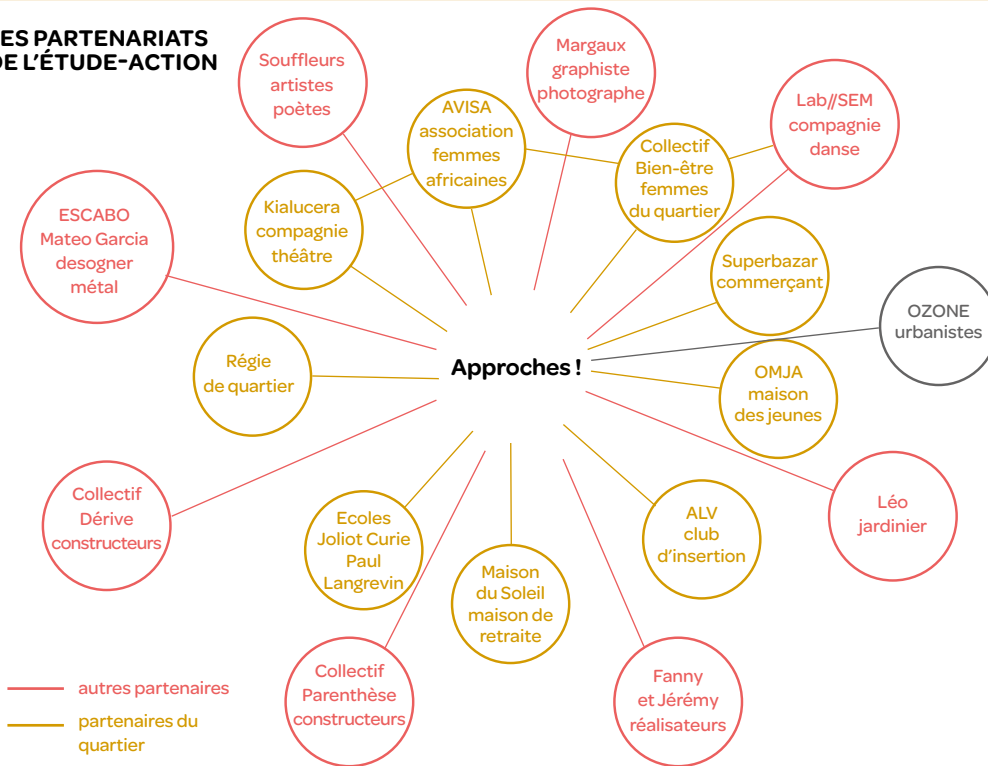 ES PARTENARIATS
DE L'ÉTUDE-ACTION
Souffleurs
artistes
poètes
Margaux
graphiste
photographe
AVISA
association
femmes
africaines
Lab//SEM
compagnie
danse
Collectif
Bien-être
femmes
du quartier
Kialucera
compagnie
théâtre
ESCABO
Mateo Garcia
desogner
métal
Superbazar
commerçant
OZONE
urbanistes
Régie
de quartier
Approches !
OMJA
maison
des jeunes
Collectif
Dérive
constructeurs
Ecoles
Joliot Curie
Paul
Langrevin
Maison
du Soleil
maison de
retraite
ALV
club
d'insertion
Léo
jardinier
Collectif
Parenthèse
constructeurs
Fanny
et Jérémy
réalisateurs
autres partenaires
partenaires du
quartier